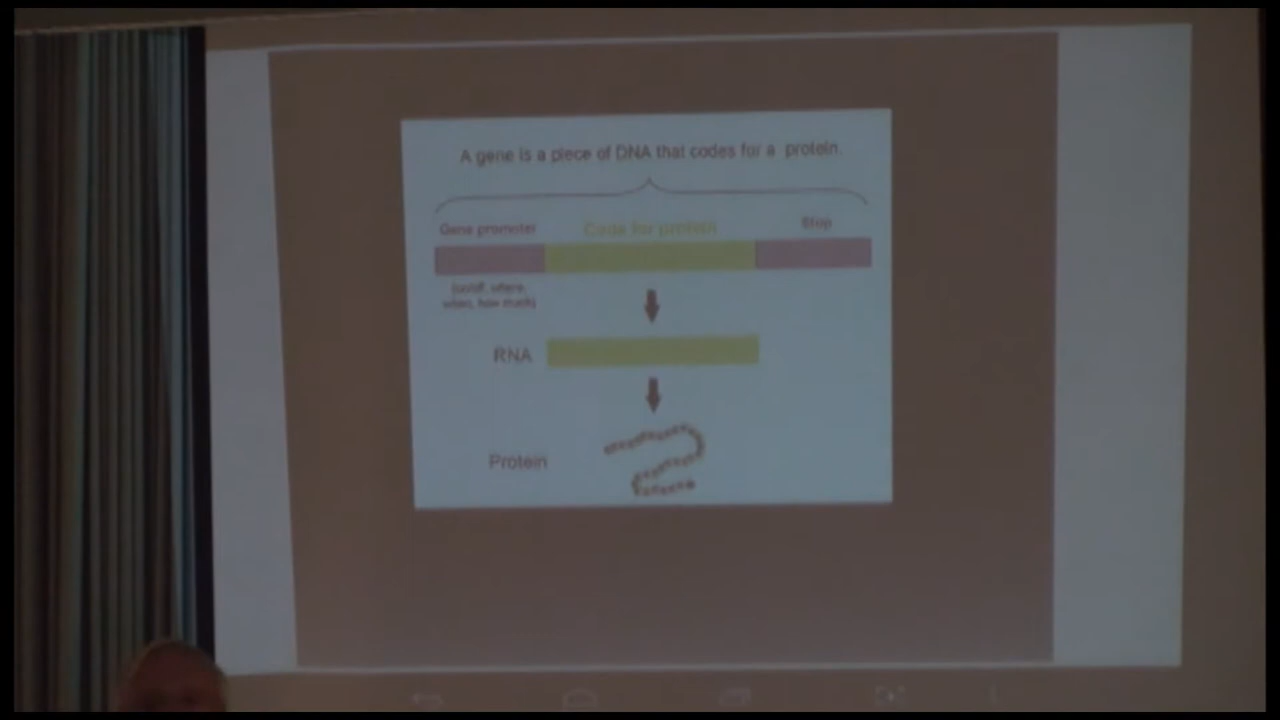 A gene is a piece of DNA that codes for a protein.
Gene promoter
Code for protein
Stop
(on/off, where,
when, how much)
RNA
Protein